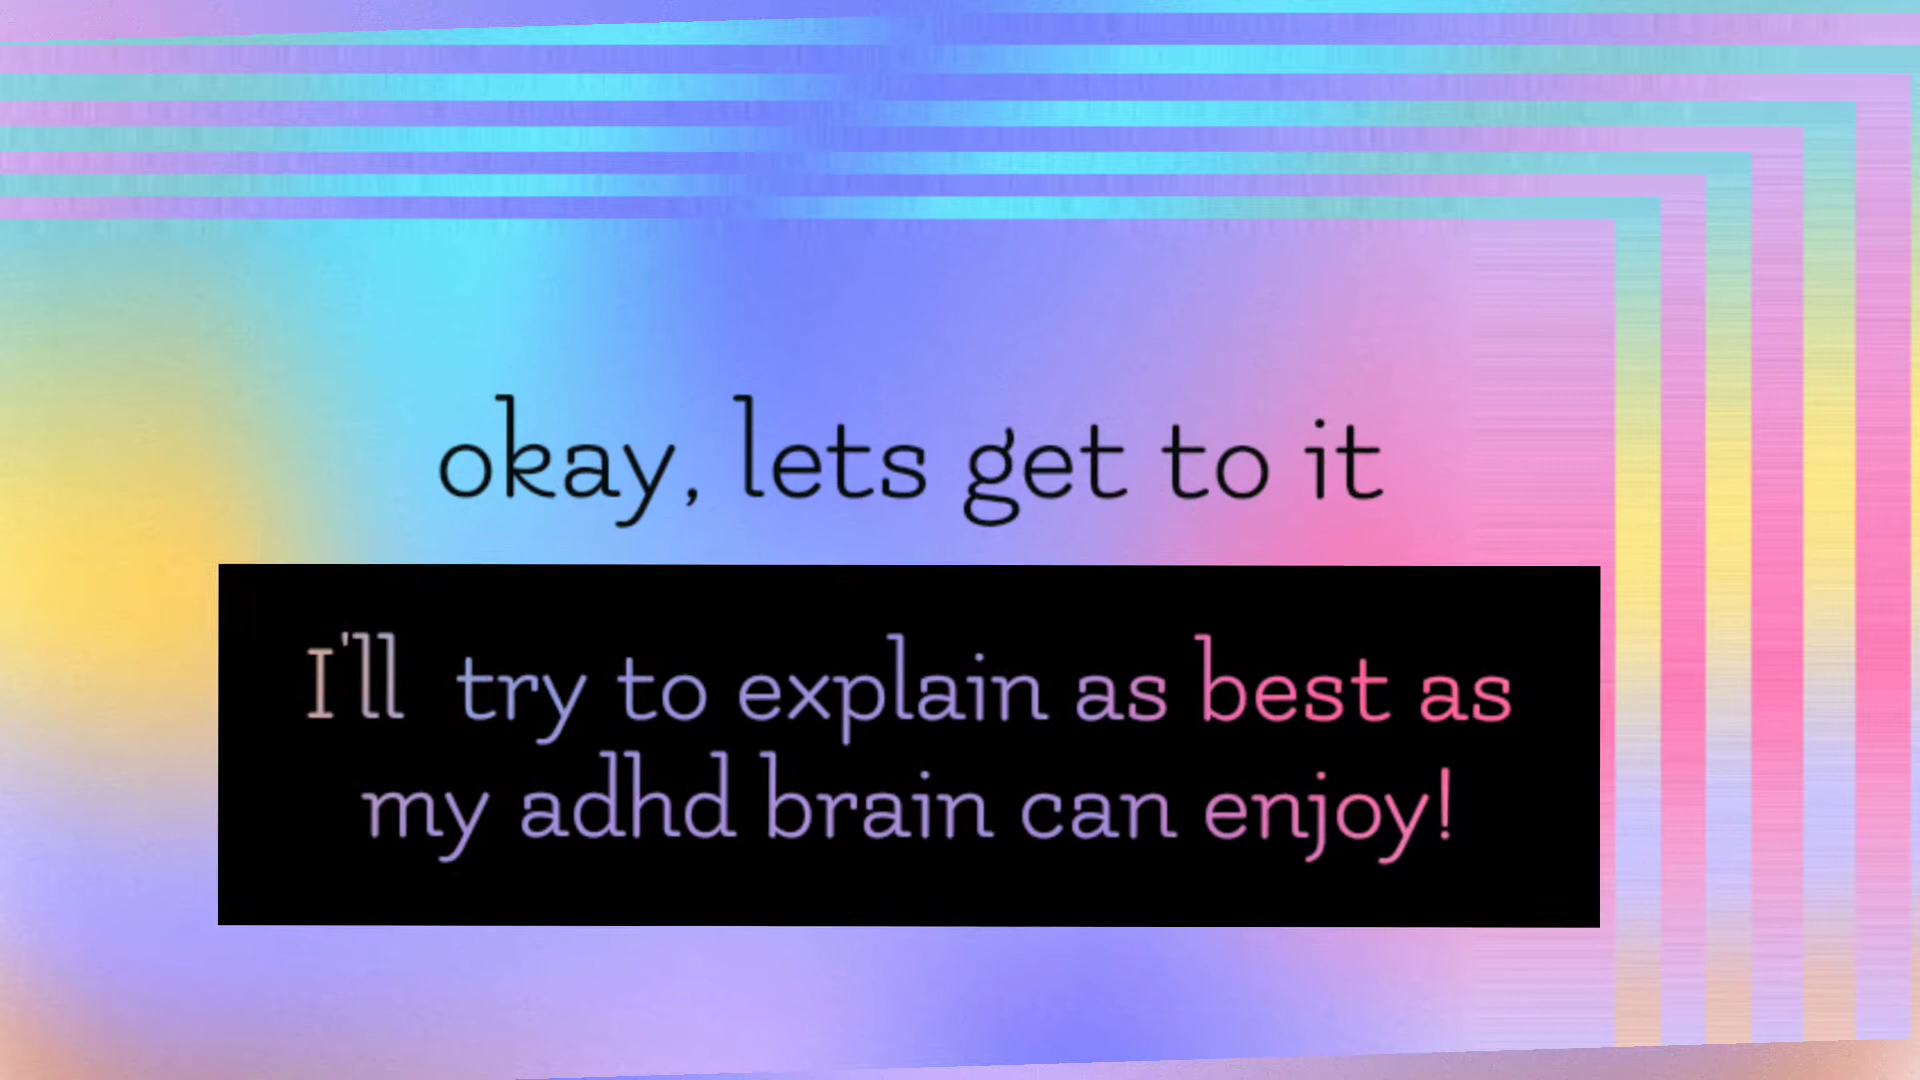 okay, lets get to it
I'll try to explain as best as
my adhd brain can enjoy!